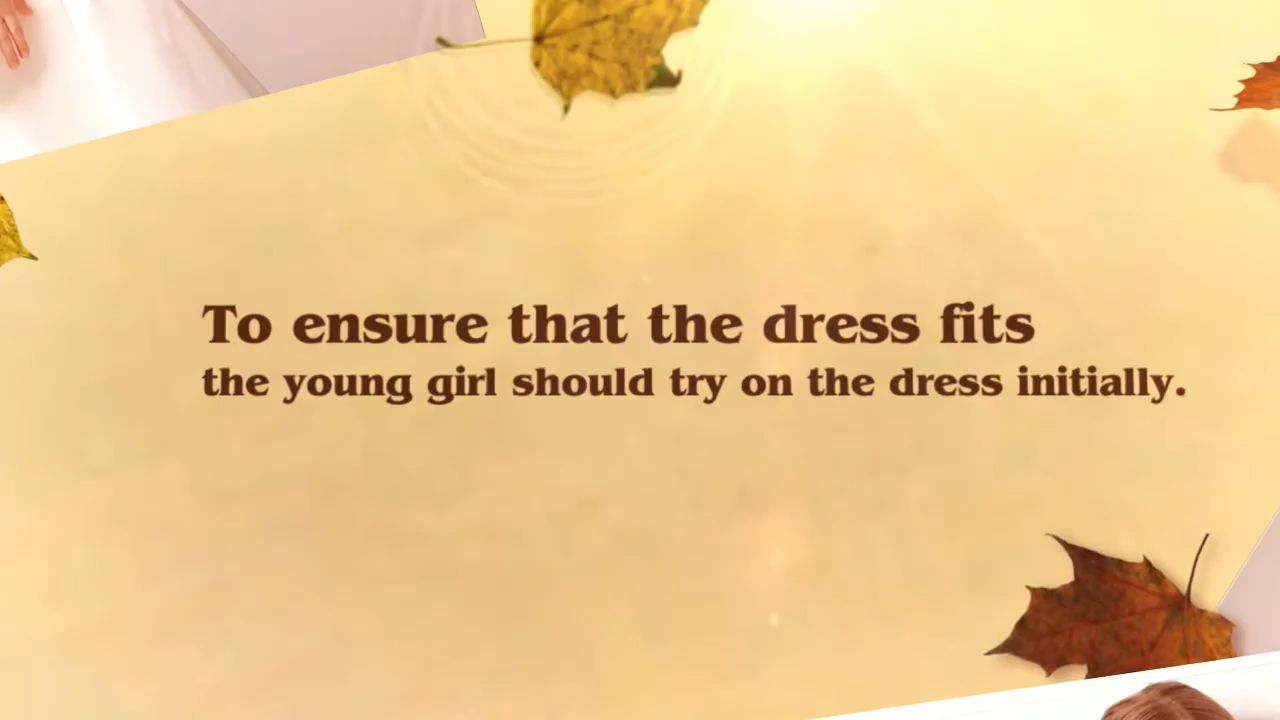 To ensure that the dress fits
the young girl should try on the dress initially.